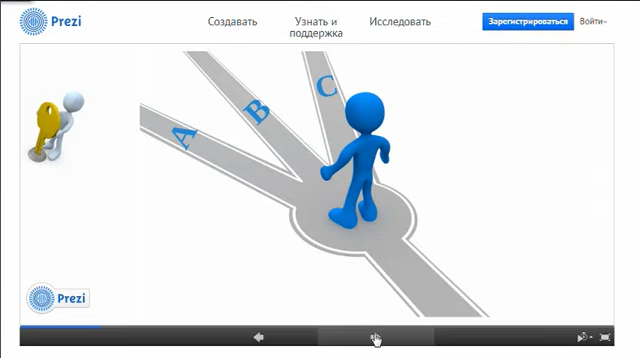 Prezi
Создавать
Узнать и
поддержка
Исследовать
Зарегистрироваться
Войти
A
B
C
Prezi